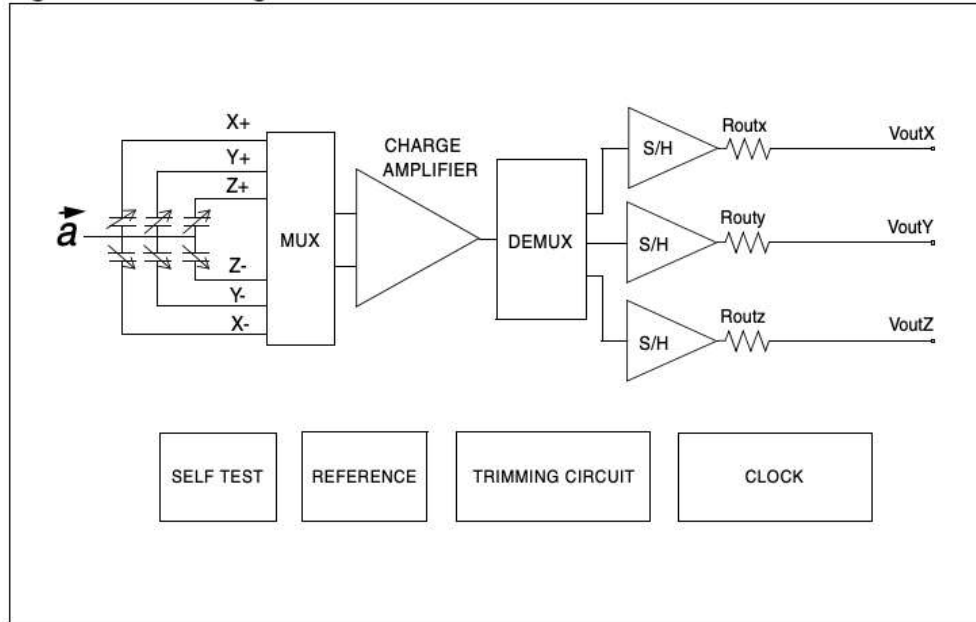 X+
Y+
Z+
a
Z-
Y-
X-
MUX
CHARGE
AMPLIFIER
DEMUX
S/H
Routx
VoutX
S/H
Routy
VoutY
S/H
Routz
VoutZ
SELF TEST
REFERENCE
TRIMMING CIRCUIT
CLOCK